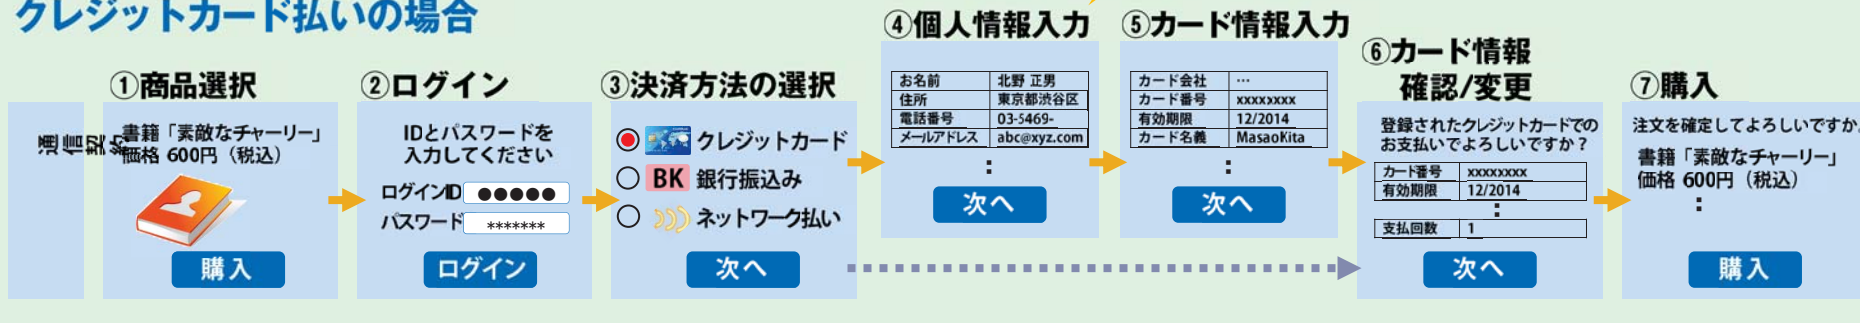 クレジットカード払いの場合
通信契約
①商品選択
書籍「素敵なチャーリー」
価格 600円（税込）
購入
②ログイン
IDとパスワードを
入力してください
ログインID ●●●●●
パスワード *******
ログイン
③決済方法の選択
クレジットカード
BK 銀行振込み
ネットワーク払い
次へ
④個人情報入力
お名前 北野 正男
住所 東京都渋谷区
電話番号 03-5469-
メールアドレス abc@xyz.com
：
次へ
⑤カード情報入力
カード会社 …
カード番号 xxxxxxxx
有効期限 12/2014
カード名義 MasaoKita
：
次へ
⑥カード情報
確認/変更
登録されたクレジットカードでの
お支払いでよろしいですか？
カード番号 xxxxxxxx
有効期限 12/2014
：
支払回数 1
次へ
⑦購入
注文を確定してよろしいですか
書籍「素敵なチャーリー」
価格 600円（税込）
：
購入